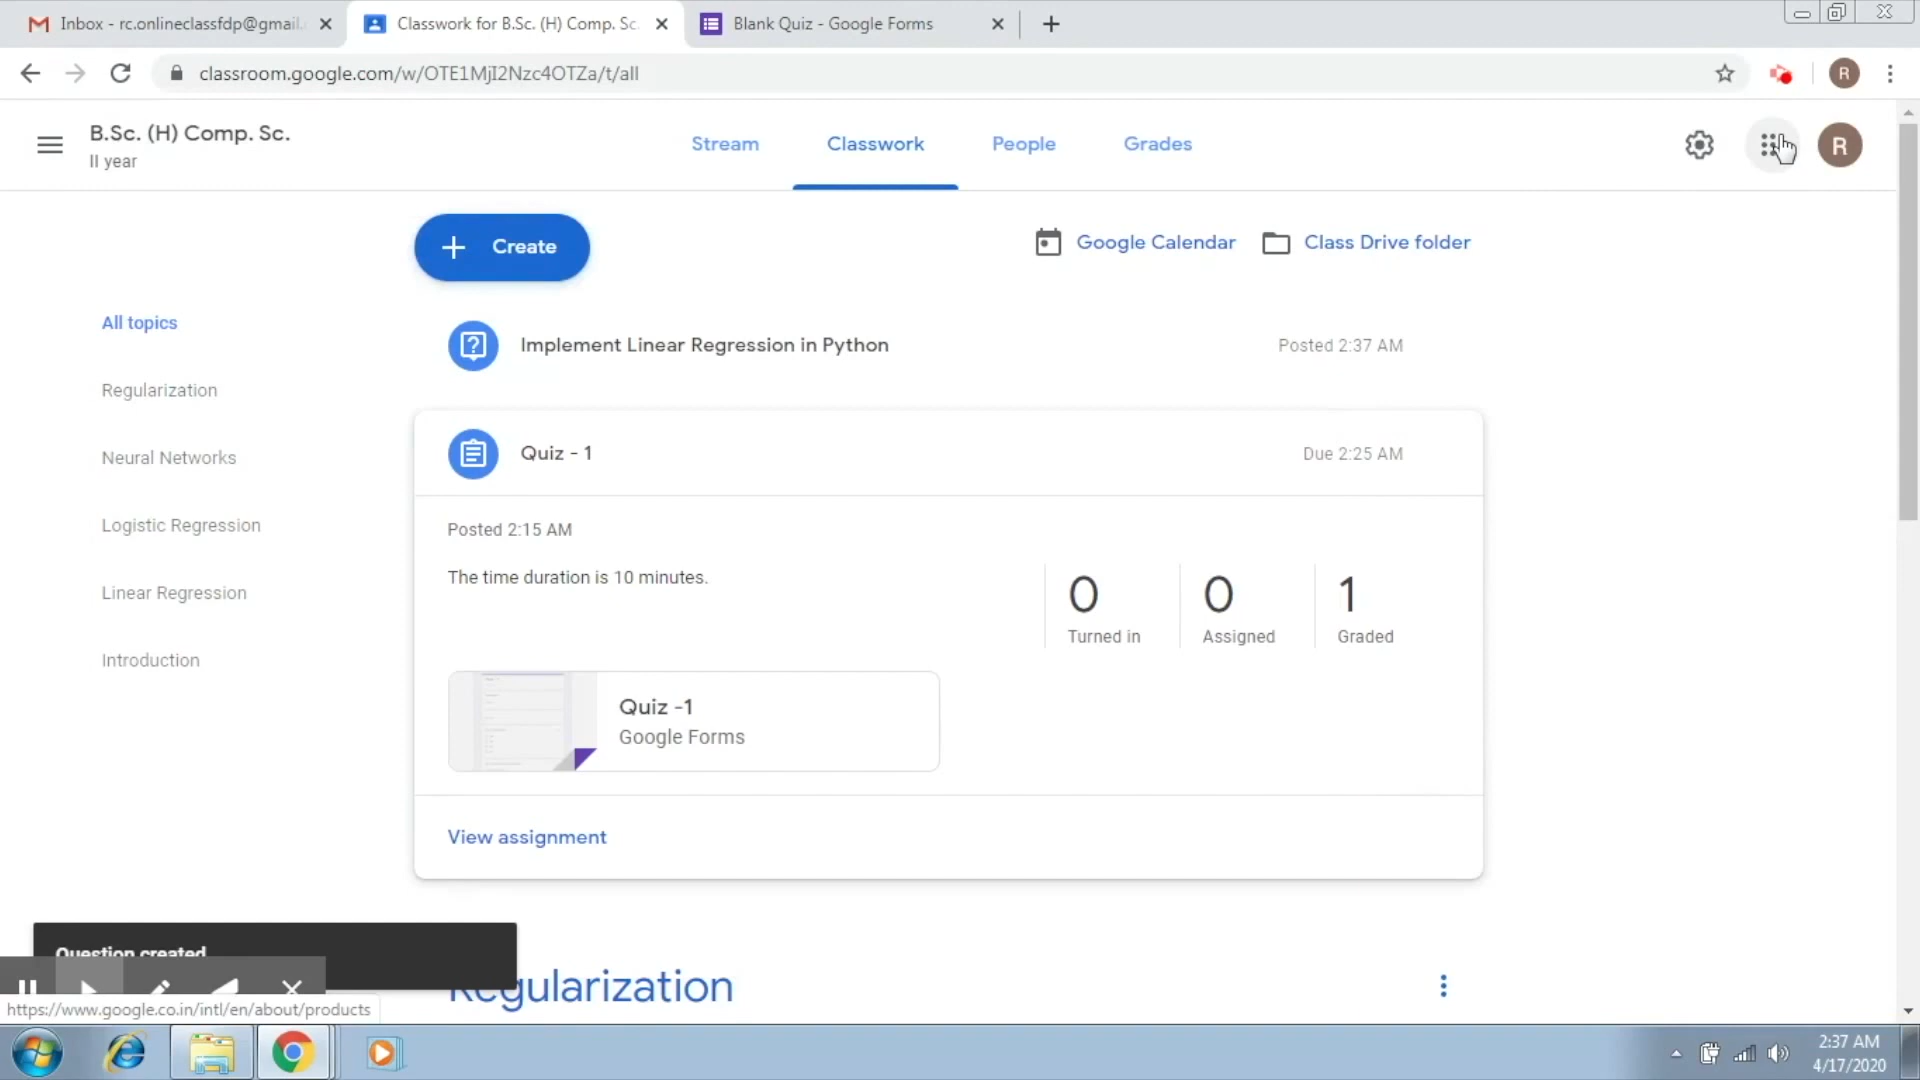 Inbox - rc.onlineclassfdp@gmail.
Classwork for B.Sc. (H) Comp. Sc.
Blank Quiz - Google Forms
classroom.google.com/w/OTE1MjI2Nzc4OTZa/t/all
R
B.Sc. (H) Comp. Sc.
II year
Stream
Classwork
People
Grades
R
Create
Google Calendar
Class Drive folder
All topics
Regularization
Neural Networks
Logistic Regression
Linear Regression
Introduction
Implement Linear Regression in Python
Posted 2:37 AM
Quiz - 1
Due 2:25 AM
Posted 2:15 AM
The time duration is 10 minutes.
0
Turned in
0
Assigned
1
Graded
Quiz -1
Google Forms
View assignment
Question created
Regularization
https://www.google.co.in/intl/en/about/products
2:37 AM
4/17/2020